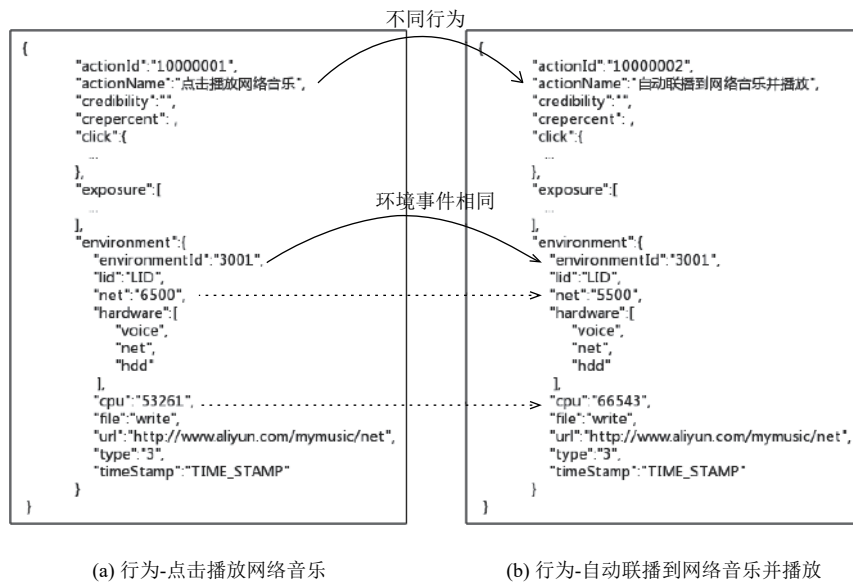 不同行为
{
"actionId":"10000001",
"actionName":"点击播放网络音乐",
"credibility":"",
"crepercent": ,
"click":{
...
},
"exposure":[
...
],
"environment":{
"environmentId":"3001",
"lid":"LID",
"net":"6500",
"hardware":[
"voice",
"net",
"hdd"
],
"cpu":"53261",
"file":"write",
"url":"http://www.aliyun.com/mymusic/net",
"type":"3",
"timeStamp":"TIME_STAMP"
}
}
环境事件相同
{
"actionId":"10000002",
"actionName":"自动联播到网络音乐并播放",
"credibility":"",
"crepercent": ,
"click":{
...
},
"exposure":[
...
],
"environment":{
"environmentId":"3001",
"lid":"LID",
"net":"5500",
"hardware":[
"voice",
"net",
"hdd"
],
"cpu":"66543",
"file":"write",
"url":"http://www.aliyun.com/mymusic/net",
"type":"3",
"timeStamp":"TIME_STAMP"
}
}
(a) 行为-点击播放网络音乐
(b) 行为-自动联播到网络音乐并播放